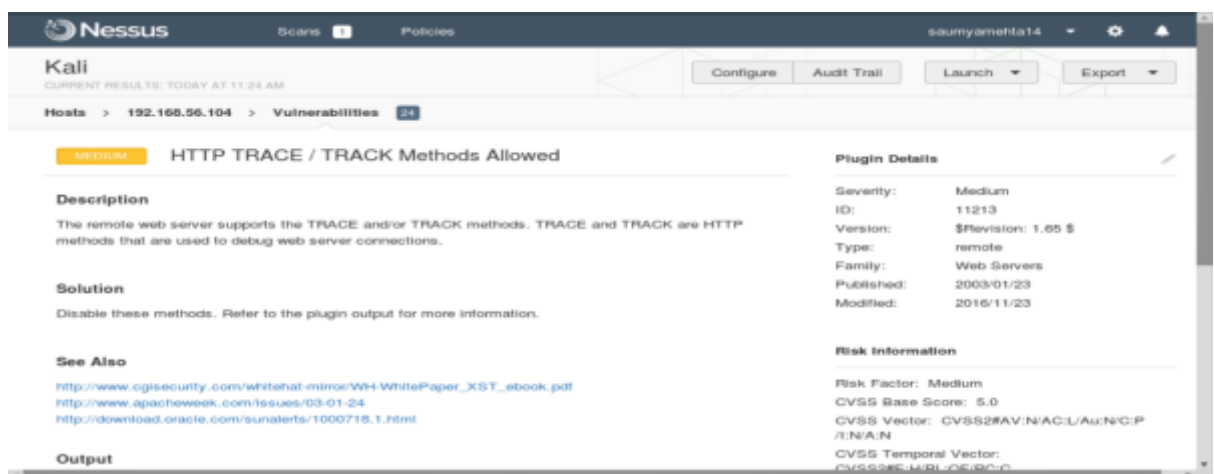 Nessus
Scans 1
Policies
saumyamehta14
Kali
CURRENT RESULTS: TODAY AT 11:24 AM
Configure
Audit Trail
Launch
Export
Hosts > 192.168.56.104 > Vulnerabilities 24
MEDIUM
HTTP TRACE / TRACK Methods Allowed
Description
The remote web server supports the TRACE and/or TRACK methods. TRACE and TRACK are HTTP
methods that are used to debug web server connections.
Solution
Disable these methods. Refer to the plugin output for more information.
See Also
http://www.cgisecurity.com/whitehat-mirror/WH-WhitePaper_XST_ebook.pdf
http://www.apacheweek.com/issues/03-01-24
http://download.oracle.com/sunalerts/1000718.1.html
Output
Plugin Details
Severity: Medium
ID: 11213
Version: $Revision: 1.65 $
Type: remote
Family: Web Servers
Published: 2003/01/23
Modified: 2016/11/23
Risk Information
Risk Factor: Medium
CVSS Base Score: 5.0
CVSS Vector: CVSS2#AV:N/AC:L/Au:N/C:P
/I:N/A:N
CVSS Temporal Vector:
CVSS2#E:H/RL:OF/RC:C